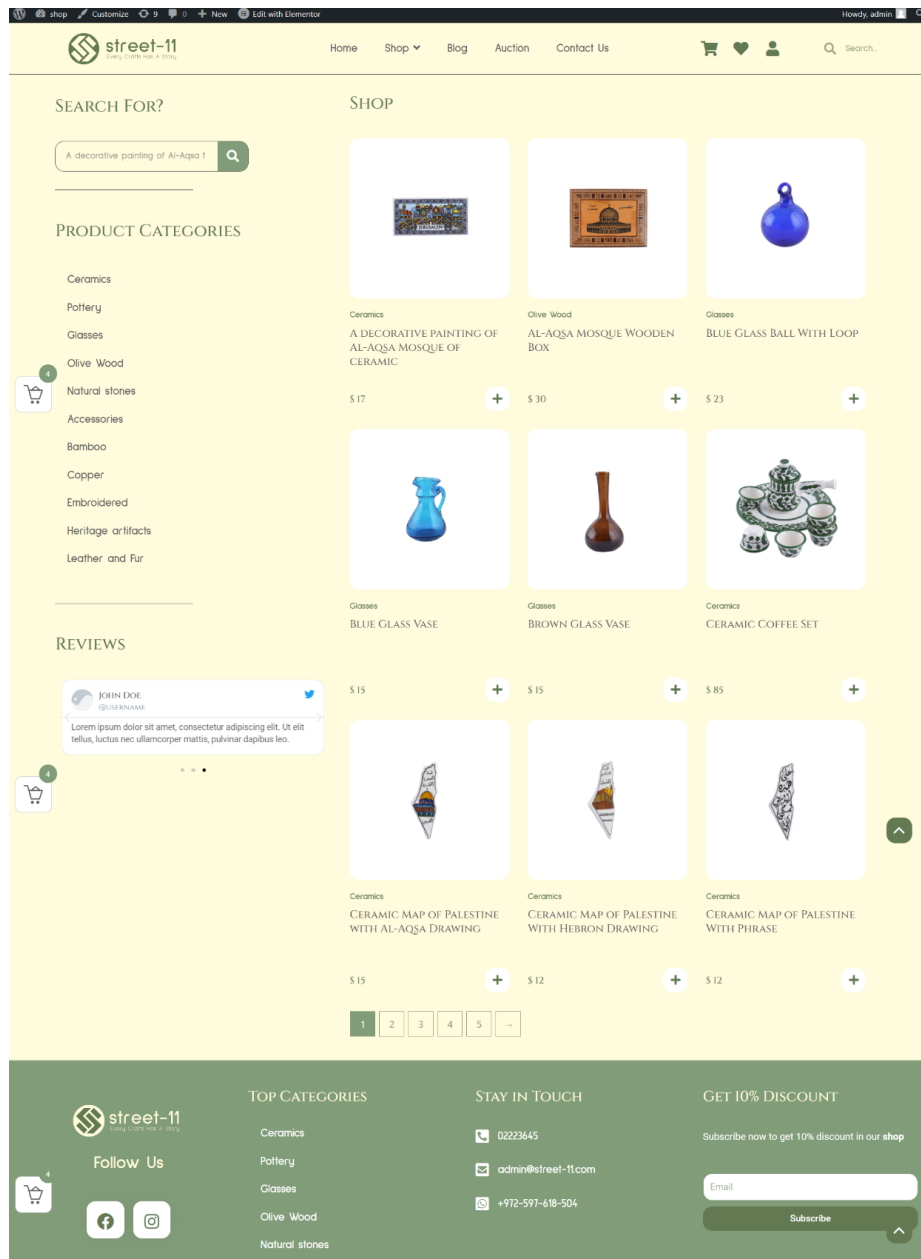 shop
Customize
9
0
New
Edit with Elementor
Howdy, admin
street-11
Every Crafts Has A Story
Home
Shop
Blog
Auction
Contact Us
Search..
Search For?
A decorative painting of Al-Aqsa
Product Categories
Ceramics
Pottery
Glasses
Olive Wood
Natural stones
Accessories
Bamboo
Copper
Embroidered
Heritage artifacts
Leather and Fur
4
Reviews
John Doe
@username
Lorem ipsum dolor sit amet, consectetur adipiscing elit. Ut elit
tellus, luctus nec ullamcorper mattis, pulvinar dapibus leo.
4
Shop
JERUSALEM
Ceramics
A decorative painting of
Al-Aqsa Mosque of
ceramic
$ 17
Olive Wood
Al-Aqsa Mosque Wooden
Box
$ 30
Glasses
Blue Glass Ball With Loop
$ 23
Glasses
Blue Glass Vase
$ 15
Glasses
Brown Glass Vase
$ 15
Ceramics
Ceramic Coffee Set
$ 85
Ceramics
Ceramic Map of Palestine
with Al-Aqsa Drawing
$ 15
Ceramics
Ceramic Map of Palestine
With Hebron Drawing
$ 12
Ceramics
Ceramic Map of Palestine
With Phrase
$ 12
1 2 3 4 5 →
street-11
Every Crafts Has A Story
Follow Us
4
Top Categories
Ceramics
Pottery
Glasses
Olive Wood
Natural stones
Stay in Touch
02223645
admin@street-11.com
+972-597-618-504
Get 10% Discount
Subscribe now to get 10% discount in our shop
Email
Subscribe